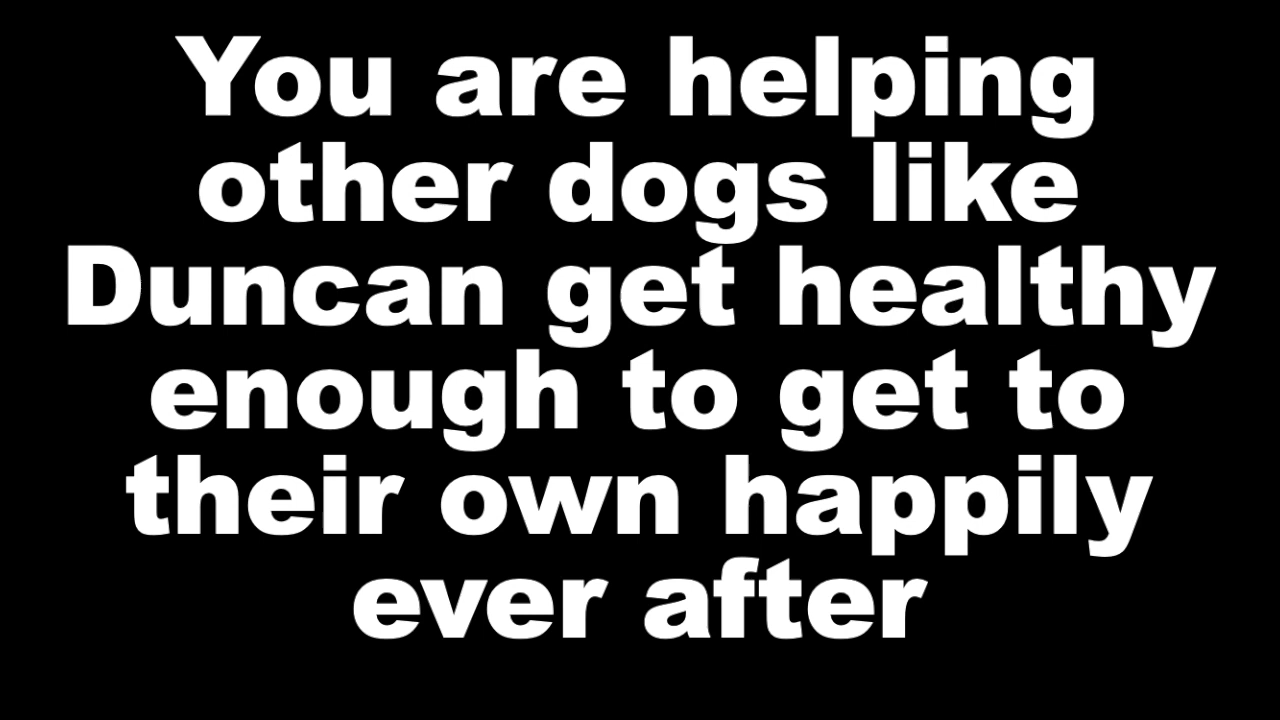 You are helping
other dogs like
Duncan get healthy
enough to get to
their own happily
ever after